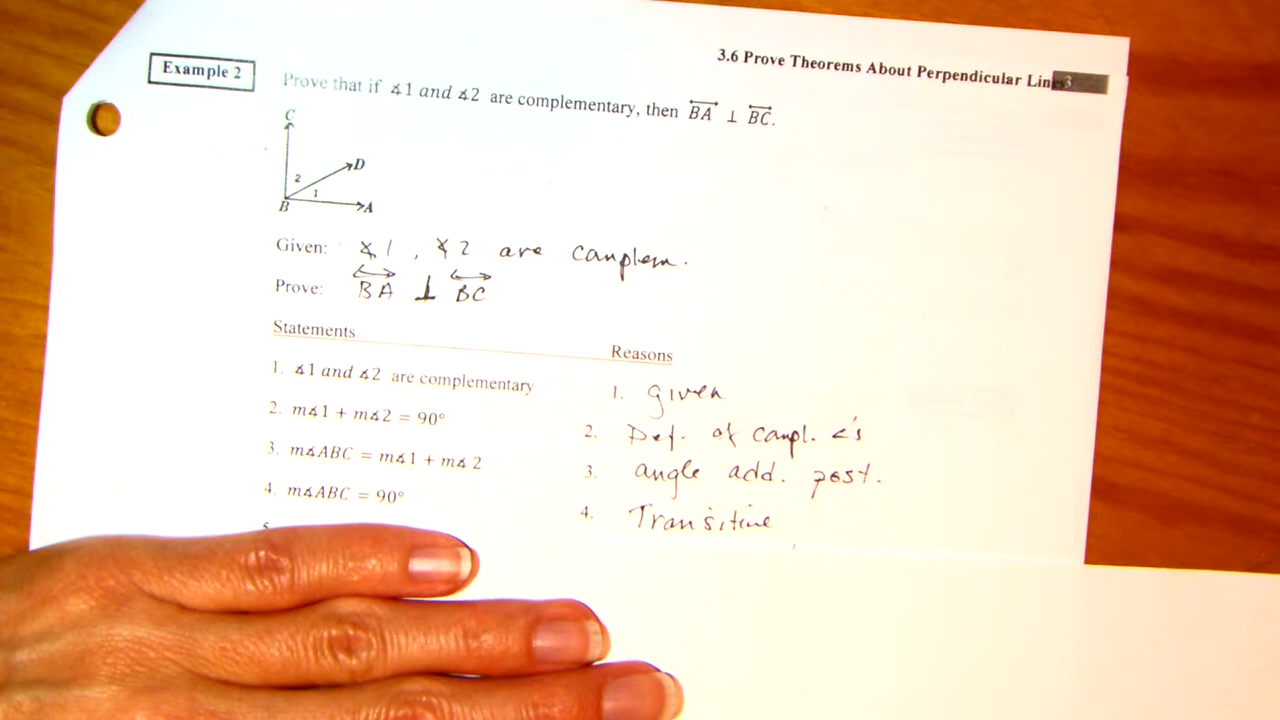 3.6 Prove Theorems About Perpendicular Lines 3
Example 2
Prove that if ∡1 and ∡2 are complementary, then BA ⊥ BC.
C
D
2
1
B
A
Given: ∡1, ∡2 are complem.
Prove: BA ⊥ BC
Statements
Reasons
1. ∡1 and ∡2 are complementary
1. given
2. m∡1 + m∡2 = 90°
2. Def. of compl. <'s
3. m∡ABC = m∡1 + m∡2
3. angle add. post.
4. m∡ABC = 90°
4. Transitive